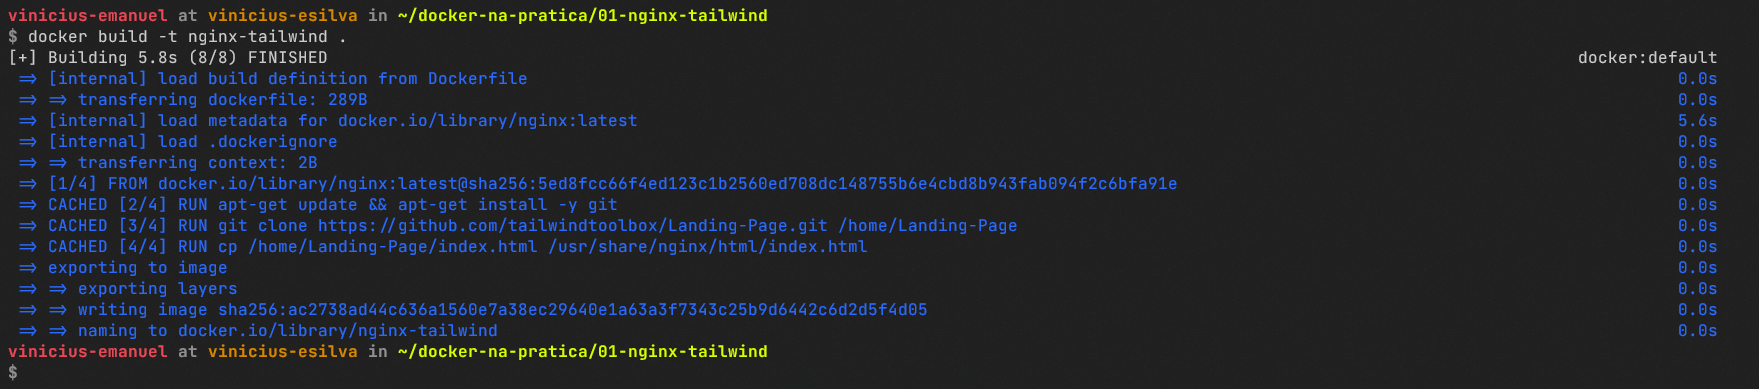 vinicius-emanuel at vinicius-esilva in ~/docker-na-pratica/01-nginx-tailwind
$ docker build -t nginx-tailwind .
[+] Building 5.8s (8/8) FINISHED docker:default
=> [internal] load build definition from Dockerfile 0.0s
=> => transferring dockerfile: 289B 0.0s
=> [internal] load metadata for docker.io/library/nginx:latest 5.6s
=> [internal] load .dockerignore 0.0s
=> => transferring context: 2B 0.0s
=> [1/4] FROM docker.io/library/nginx:latest@sha256:5ed8fcc66f4ed123c1b2560ed708dc148755b6e4cbd8b943fab094f2c6bfa91e 0.0s
=> CACHED [2/4] RUN apt-get update && apt-get install -y git 0.0s
=> CACHED [3/4] RUN git clone https://github.com/tailwindtoolbox/Landing-Page.git /home/Landing-Page 0.0s
=> CACHED [4/4] RUN cp /home/Landing-Page/index.html /usr/share/nginx/html/index.html 0.0s
=> exporting to image 0.0s
=> => exporting layers 0.0s
=> => writing image sha256:ac2738ad44c636a1560e7a38ec29640e1a63a3f7343c25b9d6442c6d2d5f4d05 0.0s
=> => naming to docker.io/library/nginx-tailwind 0.0s
vinicius-emanuel at vinicius-esilva in ~/docker-na-pratica/01-nginx-tailwind
$